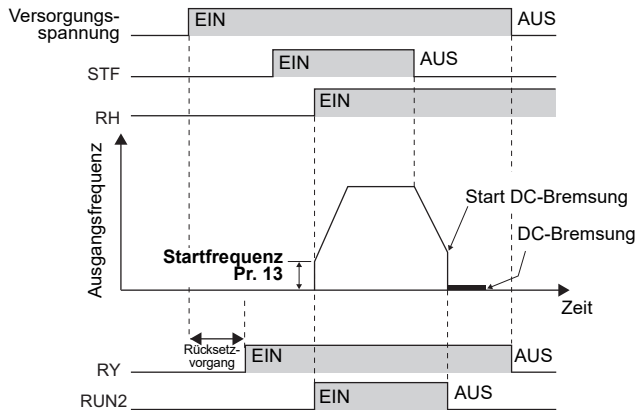 Versorgungs-
spannung
EIN
AUS
STF
EIN
AUS
RH
EIN
Ausgangsfrequenz
Startfrequenz
Pr. 13
Start DC-Bremsung
DC-Bremsung
Zeit
Rücksetz-
vorgang
RY
EIN
AUS
RUN2
EIN
AUS